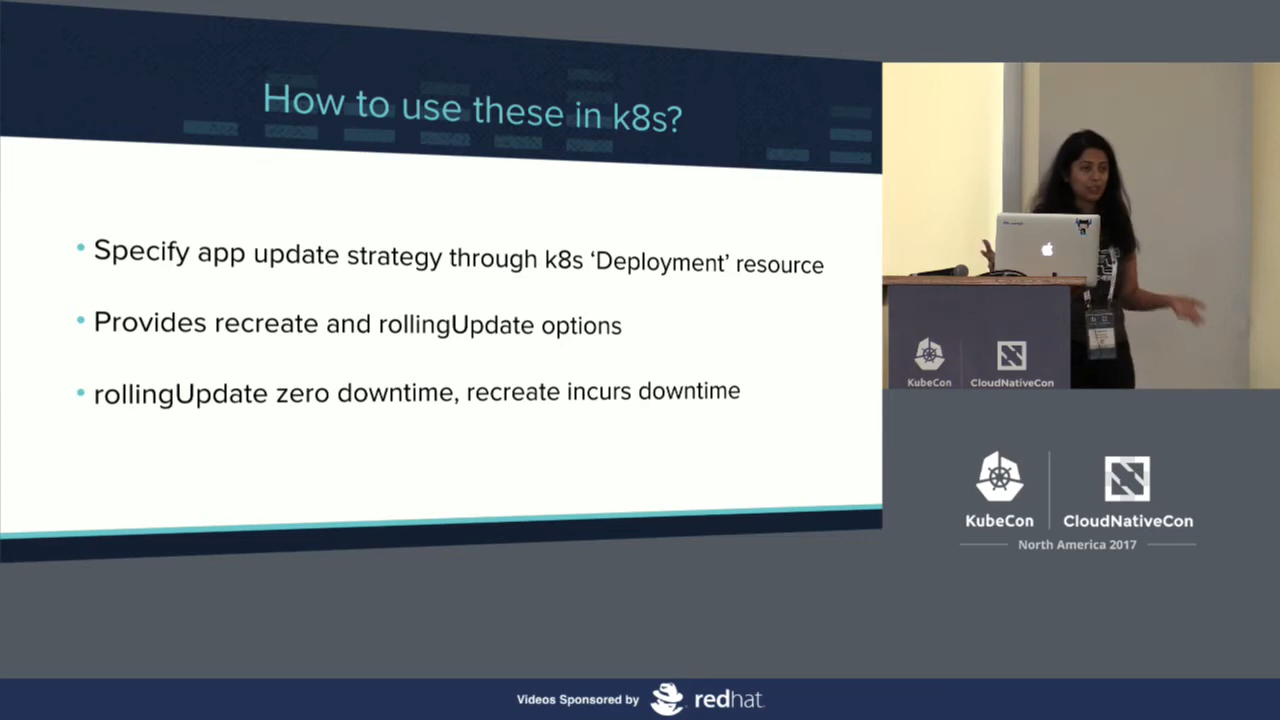 How to use these in k8s?
• Specify app update strategy through k8s ‘Deployment’ resource
• Provides recreate and rollingUpdate options
• rollingUpdate zero downtime, recreate incurs downtime
KubeCon
CloudNativeCon
KubeCon
CloudNativeCon
North America 2017
Videos Sponsored by
redhat.